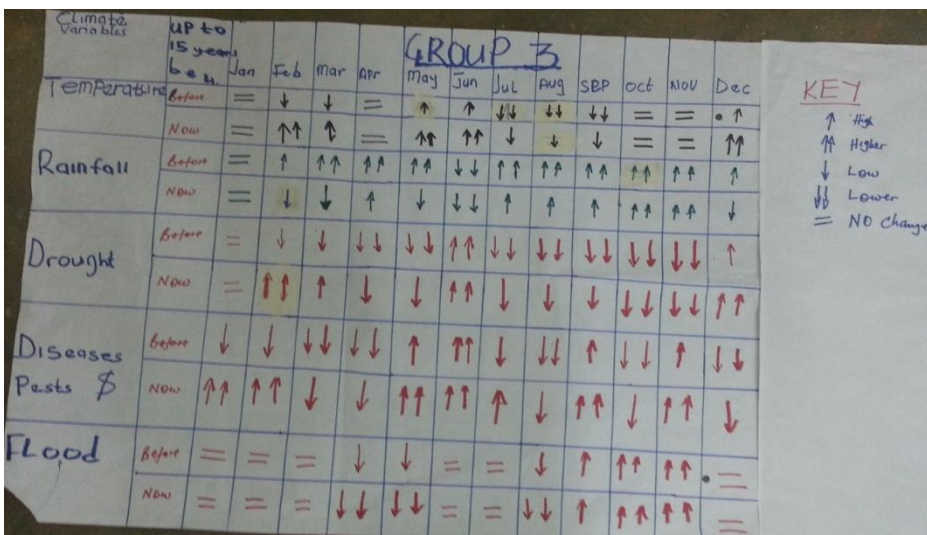 Climate
Variables
UP to
15 years
GROUP 3
Jan Feb Mar Apr May Jun Jul Aug SEP Oct NOV Dec
Temperature Before = ↓ ↓ = ↑ ↑ ↓↓ ↓↓ ↓↓ = = ↑
Now = ↑↑ ↕ = ↑↑ ↑↑ ↓ ↓ ↓ = = ↑↑
Rainfall Before = ↑ ↑↑ ↑↑ ↑↑ ↓↓ ↑↑ ↑↑ ↑↑ ↑↑ ↑↑ ↑
Now = ↓ ↓ ↑ ↓ ↓↓ ↑ ↑ ↑ ↑↑ ↑↑ ↓
Drought Before = ↓ ↓ ↓↓ ↓↓ ↑↑ ↓↓ ↓↓ ↓↓ ↓↓ ↓↓ ↑
Now = ↑↑ ↑ ↓ ↓ ↑↑ ↓ ↓ ↓ ↓↓ ↓↓ ↑↑
Diseases
Pests $
Before ↓ ↓ ↓↓ ↓↓ ↑ ↑↑ ↓ ↓↓ ↑ ↓↓ ↑ ↓↓
Now ↑↑ ↑↑ ↓ ↓ ↑↑ ↑↑ ↑ ↓ ↑↑ ↓ ↑↑ ↓
FLood Before = = = ↓ ↓ = = ↓ ↑ ↑↑ ↑↑ =
Now = = = ↓↓ ↓↓ = = ↓↓ ↑ ↑↑ ↑↑ =
KEY
↑ High
↑↑ Higher
↓ Low
↓↓ Lower
= NO Change